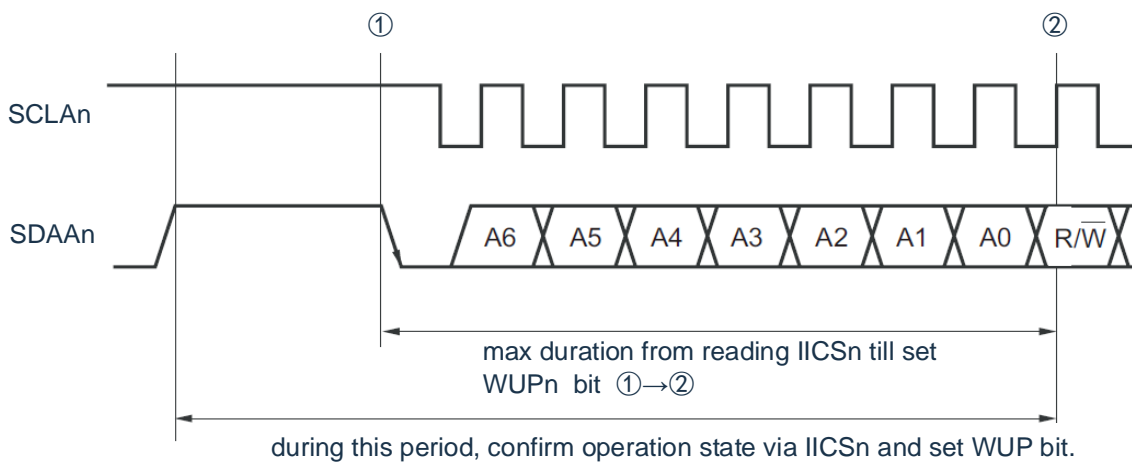 ① ②
SCLAn
SDAAn A6 A5 A4 A3 A2 A1 A0 R/W̅
max duration from reading IICSn till set
WUPn bit ①→②
during this period, confirm operation state via IICSn and set WUP bit.